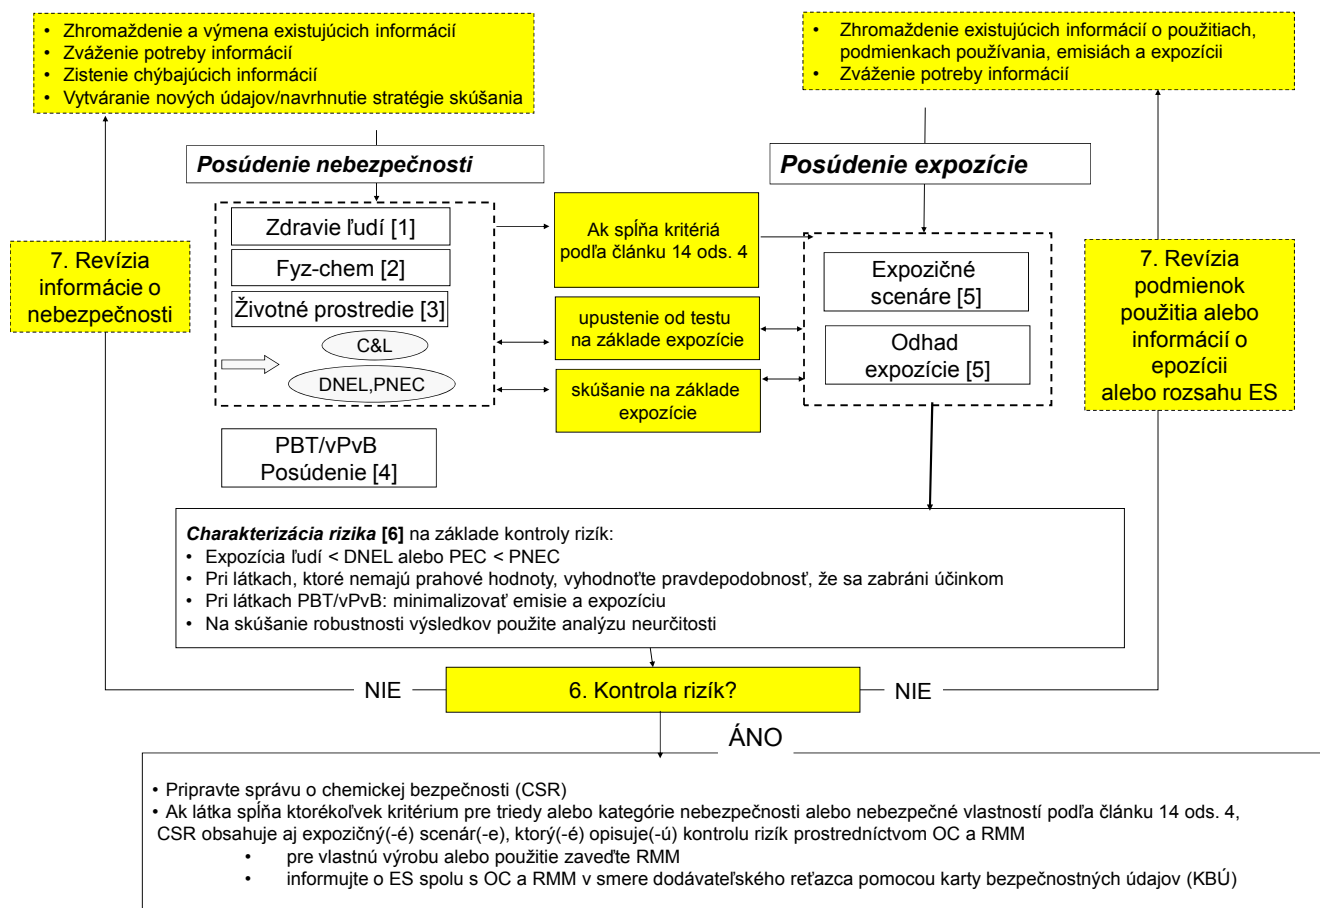 • Zhromaždenie a výmena existujúcich informácií
• Zváženie potreby informácií
• Zistenie chýbajúcich informácií
• Vytváranie nových údajov/navrhnutie stratégie skúšania
• Zhromaždenie existujúcich informácií o použitiach,
podmienkach používania, emisiách a expozícii
• Zváženie potreby informácií
Posúdenie nebezpečnosti
Posúdenie expozície
Zdravie ľudí [1]
Fyz-chem [2]
Životné prostredie [3]
C&L
DNEL,PNEC
PBT/vPvB
Posúdenie [4]
7. Revízia
informácie o
nebezpečnosti
Ak spĺňa kritériá
podľa článku 14 ods. 4
upustenie od testu
na základe expozície
skúšanie na základe
expozície
Expozičné
scenáre [5]
Odhad
expozície [5]
7. Revízia
podmienok
použitia alebo
informácií o
epozícii
alebo rozsahu ES
Charakterizácia rizika [6] na základe kontroly rizík:
• Expozícia ľudí < DNEL alebo PEC < PNEC
• Pri látkach, ktoré nemajú prahové hodnoty, vyhodnoťte pravdepodobnosť, že sa zabráni účinkom
• Pri látkach PBT/vPvB: minimalizovať emisie a expozíciu
• Na skúšanie robustnosti výsledkov použite analýzu neurčitosti
NIE
6. Kontrola rizík?
NIE
ÁNO
• Pripravte správu o chemickej bezpečnosti (CSR)
• Ak látka spĺňa ktorékoľvek kritérium pre triedy alebo kategórie nebezpečnosti alebo nebezpečné vlastností podľa článku 14 ods. 4,
CSR obsahuje aj expozičný(-é) scenár(-e), ktorý(-é) opisuje(-ú) kontrolu rizík prostredníctvom OC a RMM
• pre vlastnú výrobu alebo použitie zaveďte RMM
• informujte o ES spolu s OC a RMM v smere dodávateľského reťazca pomocou karty bezpečnostných údajov (KBÚ)